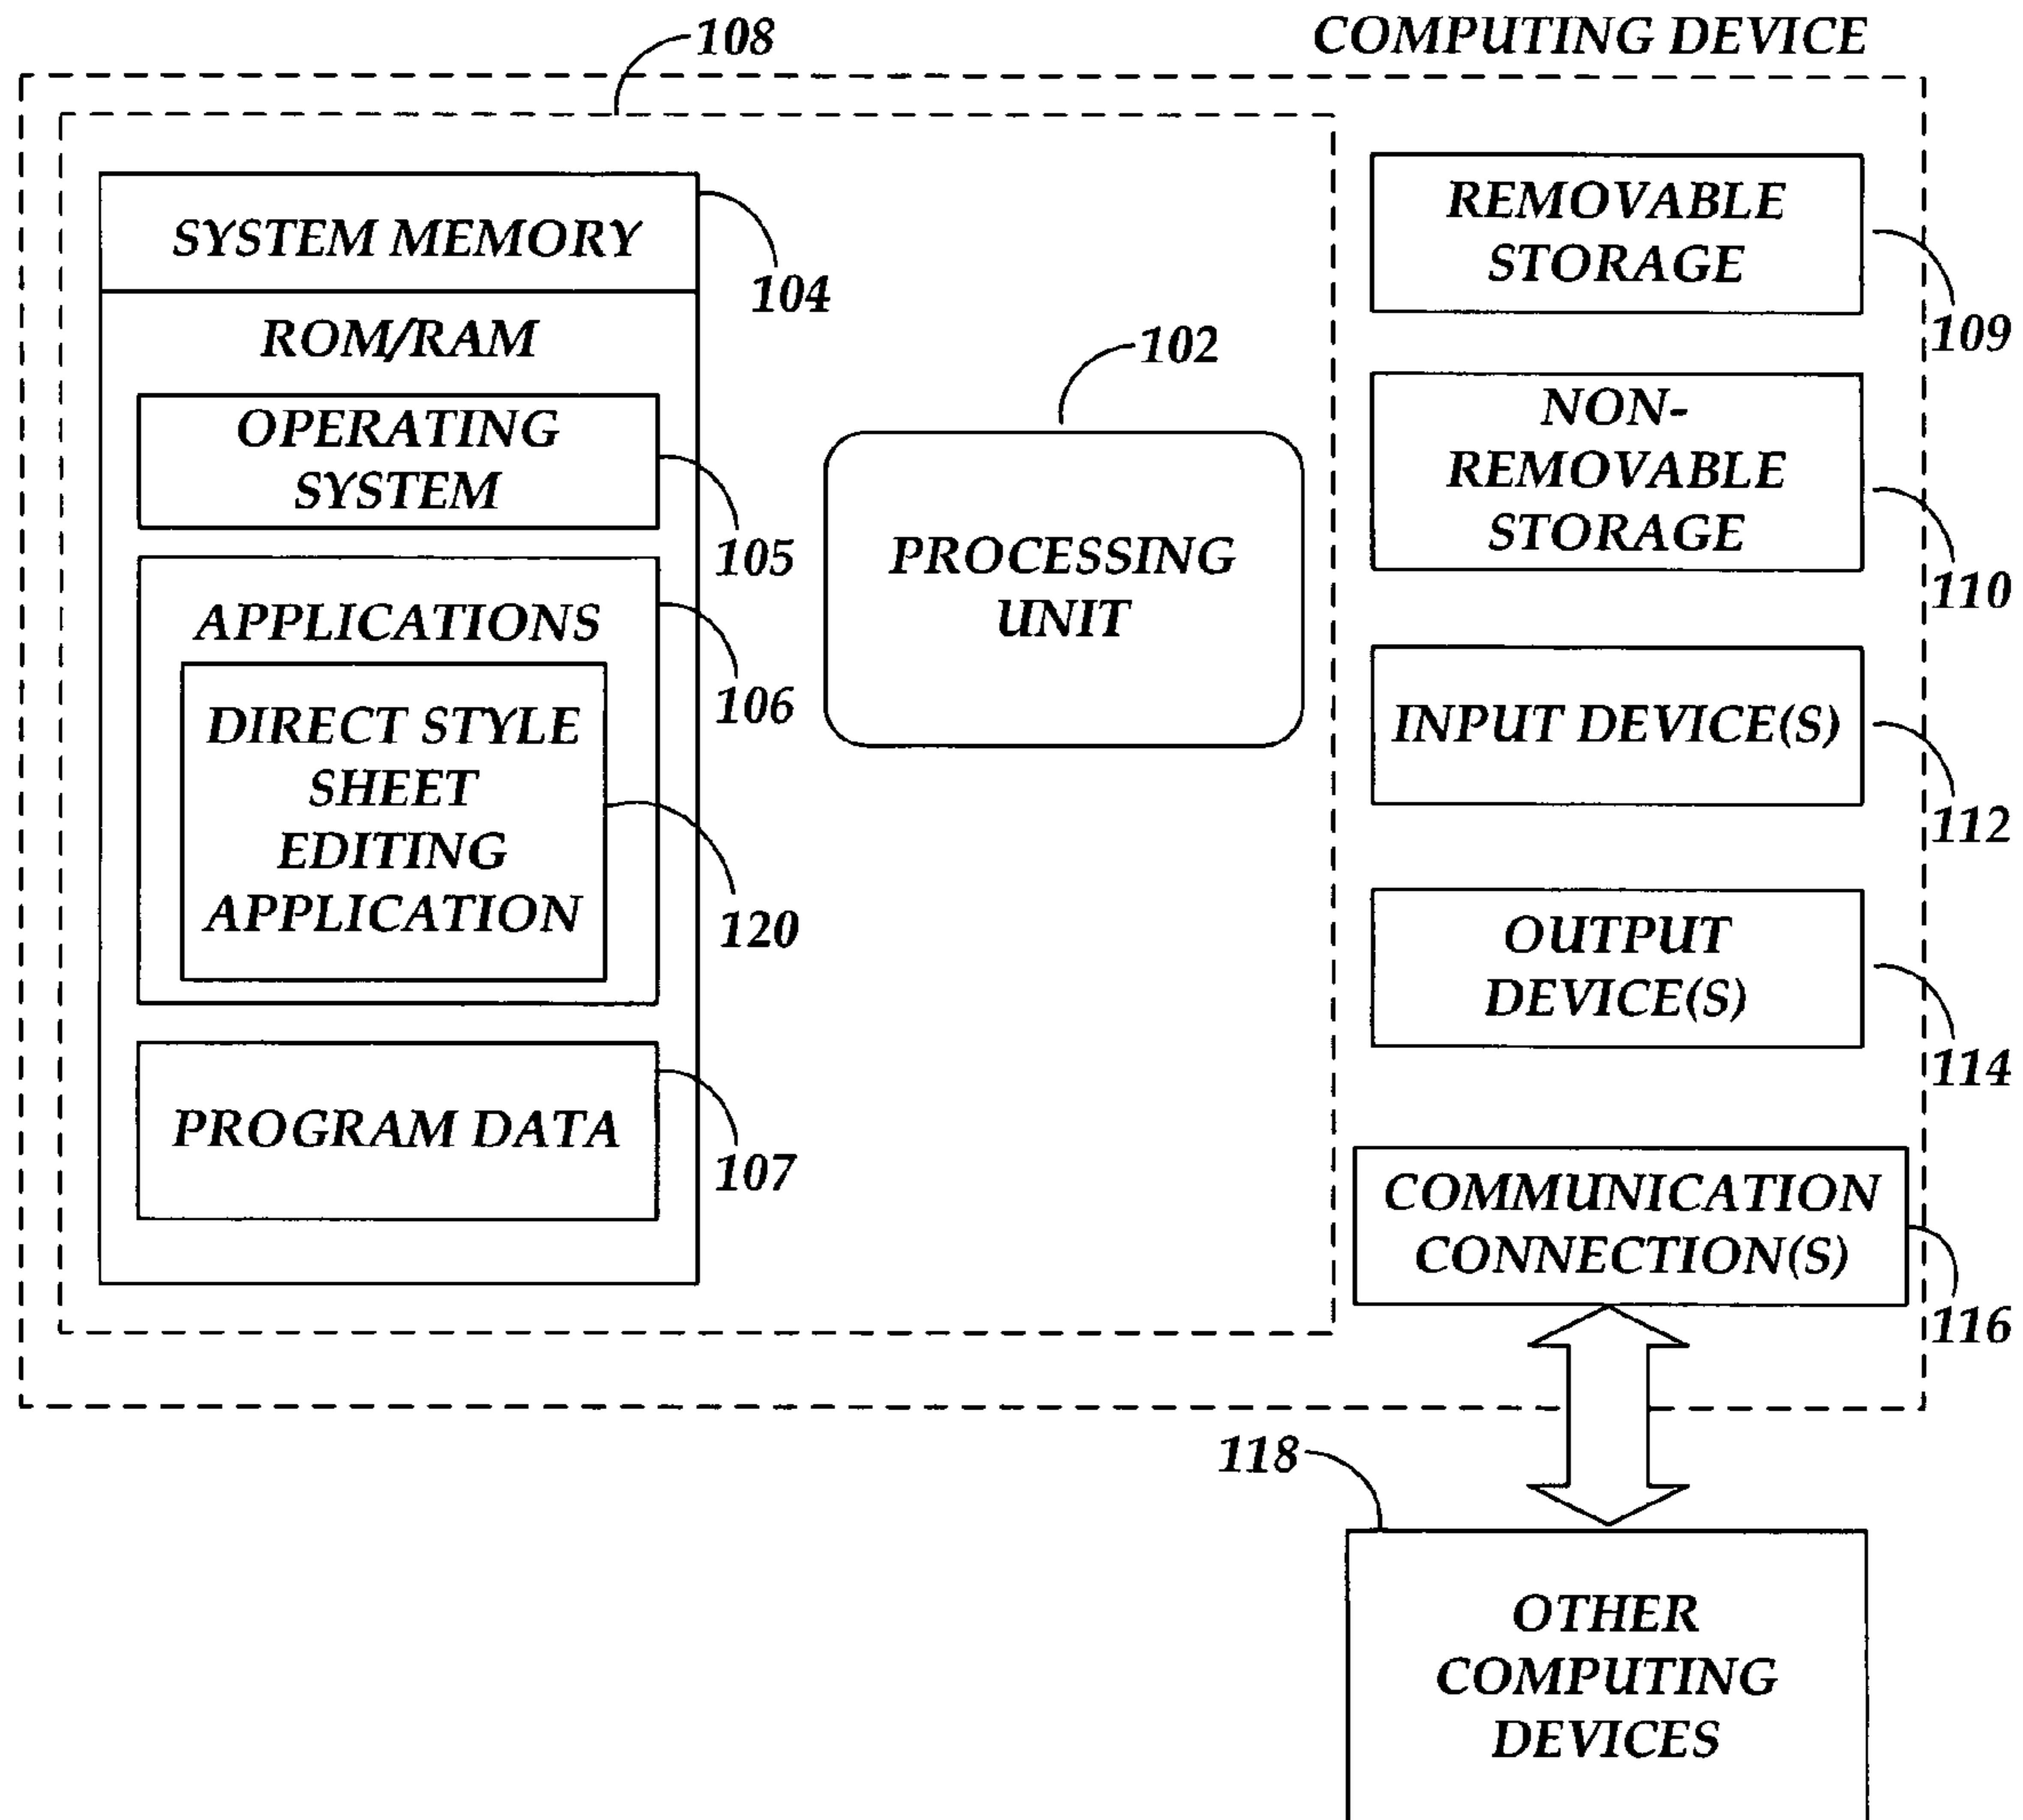 108
COMPUTING DEVICE
SYSTEM MEMORY
104
ROM/RAM
OPERATING
SYSTEM
105
APPLICATIONS
106
DIRECT STYLE
SHEET
EDITING
APPLICATION
120
PROGRAM DATA
107
102
PROCESSING
UNIT
REMOVABLE
STORAGE
109
NON-
REMOVABLE
STORAGE
110
INPUT DEVICE(S)
112
OUTPUT
DEVICE(S)
114
COMMUNICATION
CONNECTION(S)
116
118
OTHER
COMPUTING
DEVICES